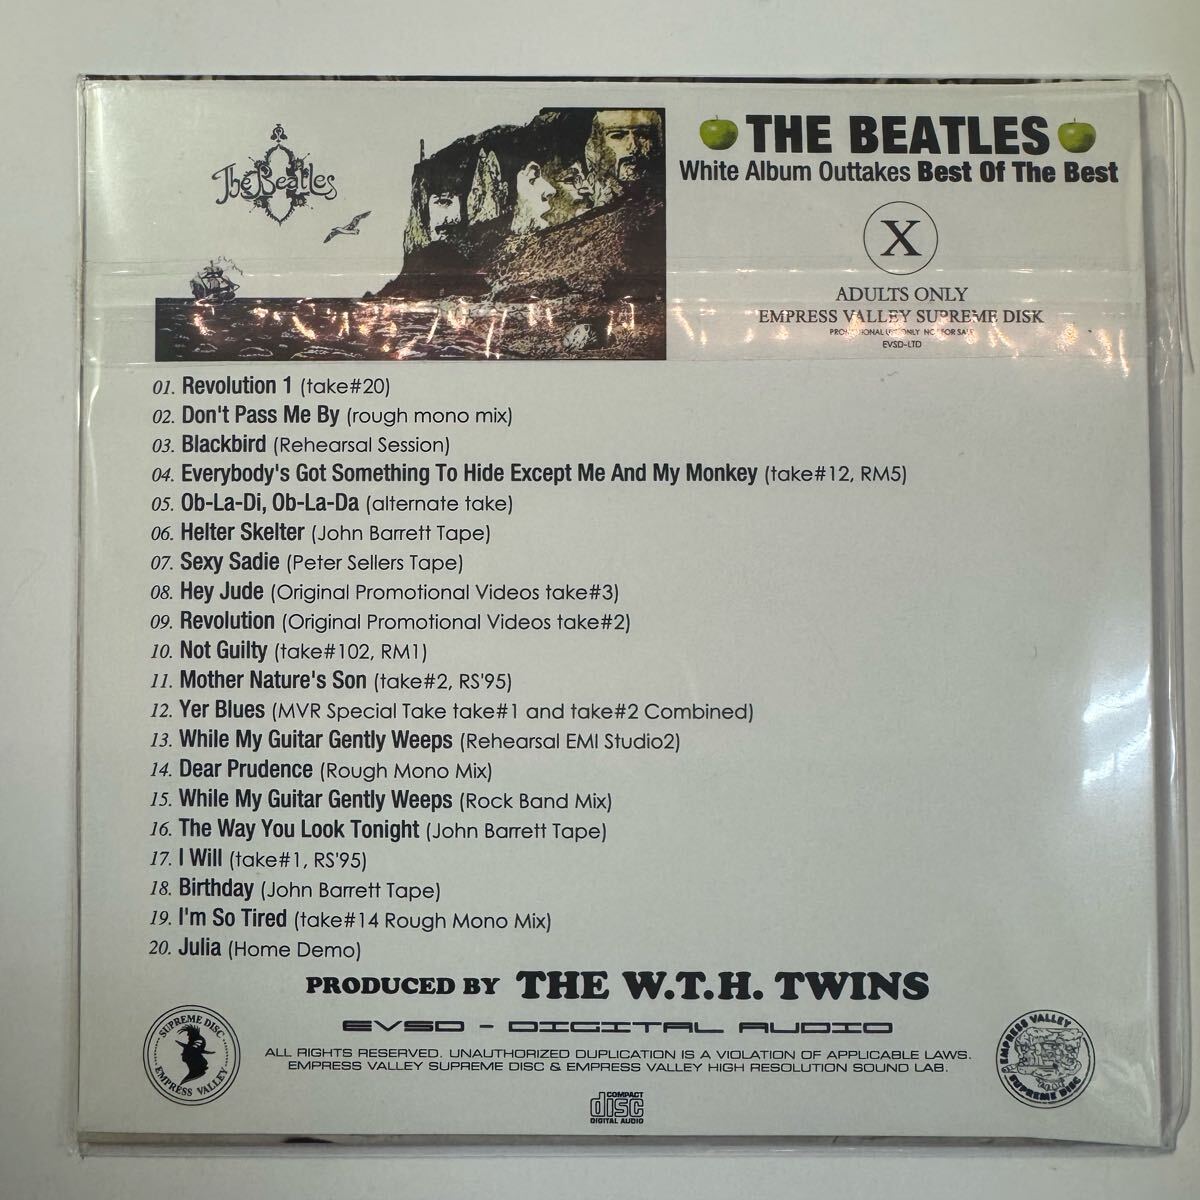 The Beatles
THE BEATLES
White Album Outtakes Best Of The Best
X
ADULTS ONLY
EMPRESS VALLEY SUPREME DISK
PROMOTIONAL USE ONLY NOT FOR SALE
EVSD-LTD
01. Revolution 1 (take#20)
02. Don't Pass Me By (rough mono mix)
03. Blackbird (Rehearsal Session)
04. Everybody's Got Something To Hide Except Me And My Monkey (take#12, RM5)
05. Ob-La-Di, Ob-La-Da (alternate take)
06. Helter Skelter (John Barrett Tape)
07. Sexy Sadie (Peter Sellers Tape)
08. Hey Jude (Original Promotional Videos take#3)
09. Revolution (Original Promotional Videos take#2)
10. Not Guilty (take#102, RM1)
11. Mother Nature's Son (take#2, RS'95)
12. Yer Blues (MVR Special Take take#1 and take#2 Combined)
13. While My Guitar Gently Weeps (Rehearsal EMI Studio2)
14. Dear Prudence (Rough Mono Mix)
15. While My Guitar Gently Weeps (Rock Band Mix)
16. The Way You Look Tonight (John Barrett Tape)
17. I Will (take#1, RS'95)
18. Birthday (John Barrett Tape)
19. I'm So Tired (take#14 Rough Mono Mix)
20. Julia (Home Demo)
PRODUCED BY THE W.T.H. TWINS
EVSD - DIGITAL AUDIO
SUPREME DISC
EMPRESS VALLEY
ALL RIGHTS RESERVED. UNAUTHORIZED DUPLICATION IS A VIOLATION OF APPLICABLE LAWS.
EMPRESS VALLEY SUPREME DISC & EMPRESS VALLEY HIGH RESOLUTION SOUND LAB.
EMPRESS VALLEY
SUPREME DISC
COMPACT
disc
DIGITAL AUDIO